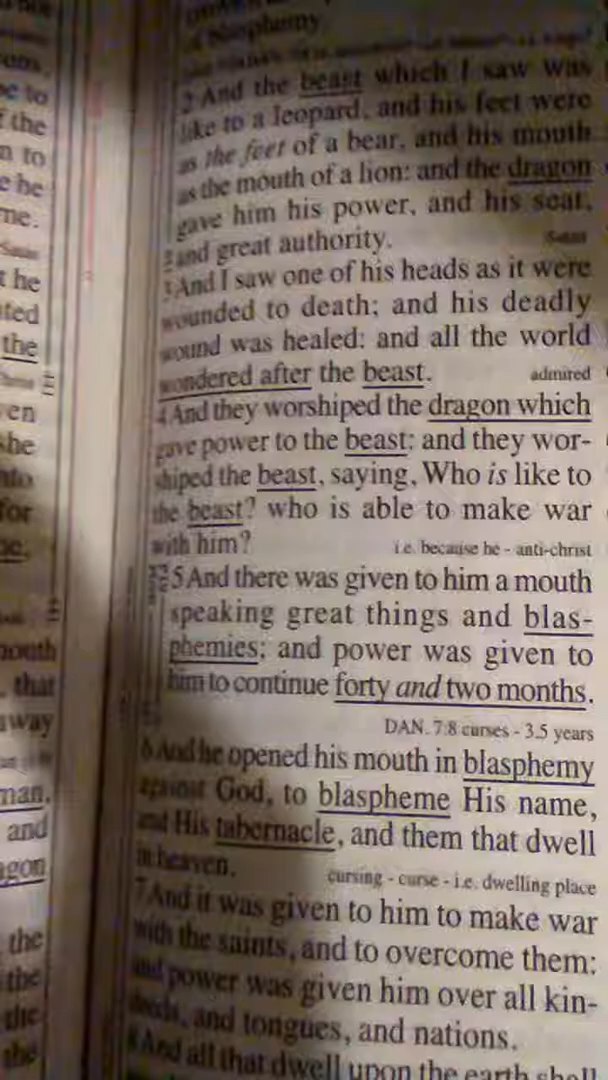 of blasphemy.
2 And the beast which I saw was
like to a leopard, and his feet were
as the feet of a bear, and his mouth
as the mouth of a lion: and the dragon
gave him his power, and his seat,
and great authority.
Satan
3 And I saw one of his heads as it were
wounded to death; and his deadly
wound was healed: and all the world
wondered after the beast.
admired
4 And they worshiped the dragon which
gave power to the beast: and they wor-
shiped the beast, saying, Who is like to
the beast? who is able to make war
with him?
i.e. because he - anti-christ
5 And there was given to him a mouth
speaking great things and blas-
phemies; and power was given to
him to continue forty and two months.
DAN. 7:8 curses - 3.5 years
6 And he opened his mouth in blasphemy
against God, to blaspheme His name,
and His tabernacle, and them that dwell
in heaven.
cursing - curse - i.e. dwelling place
7 And it was given to him to make war
with the saints, and to overcome them:
and power was given him over all kin-
dreds, and tongues, and nations.
8 And all that dwell upon the earth shall